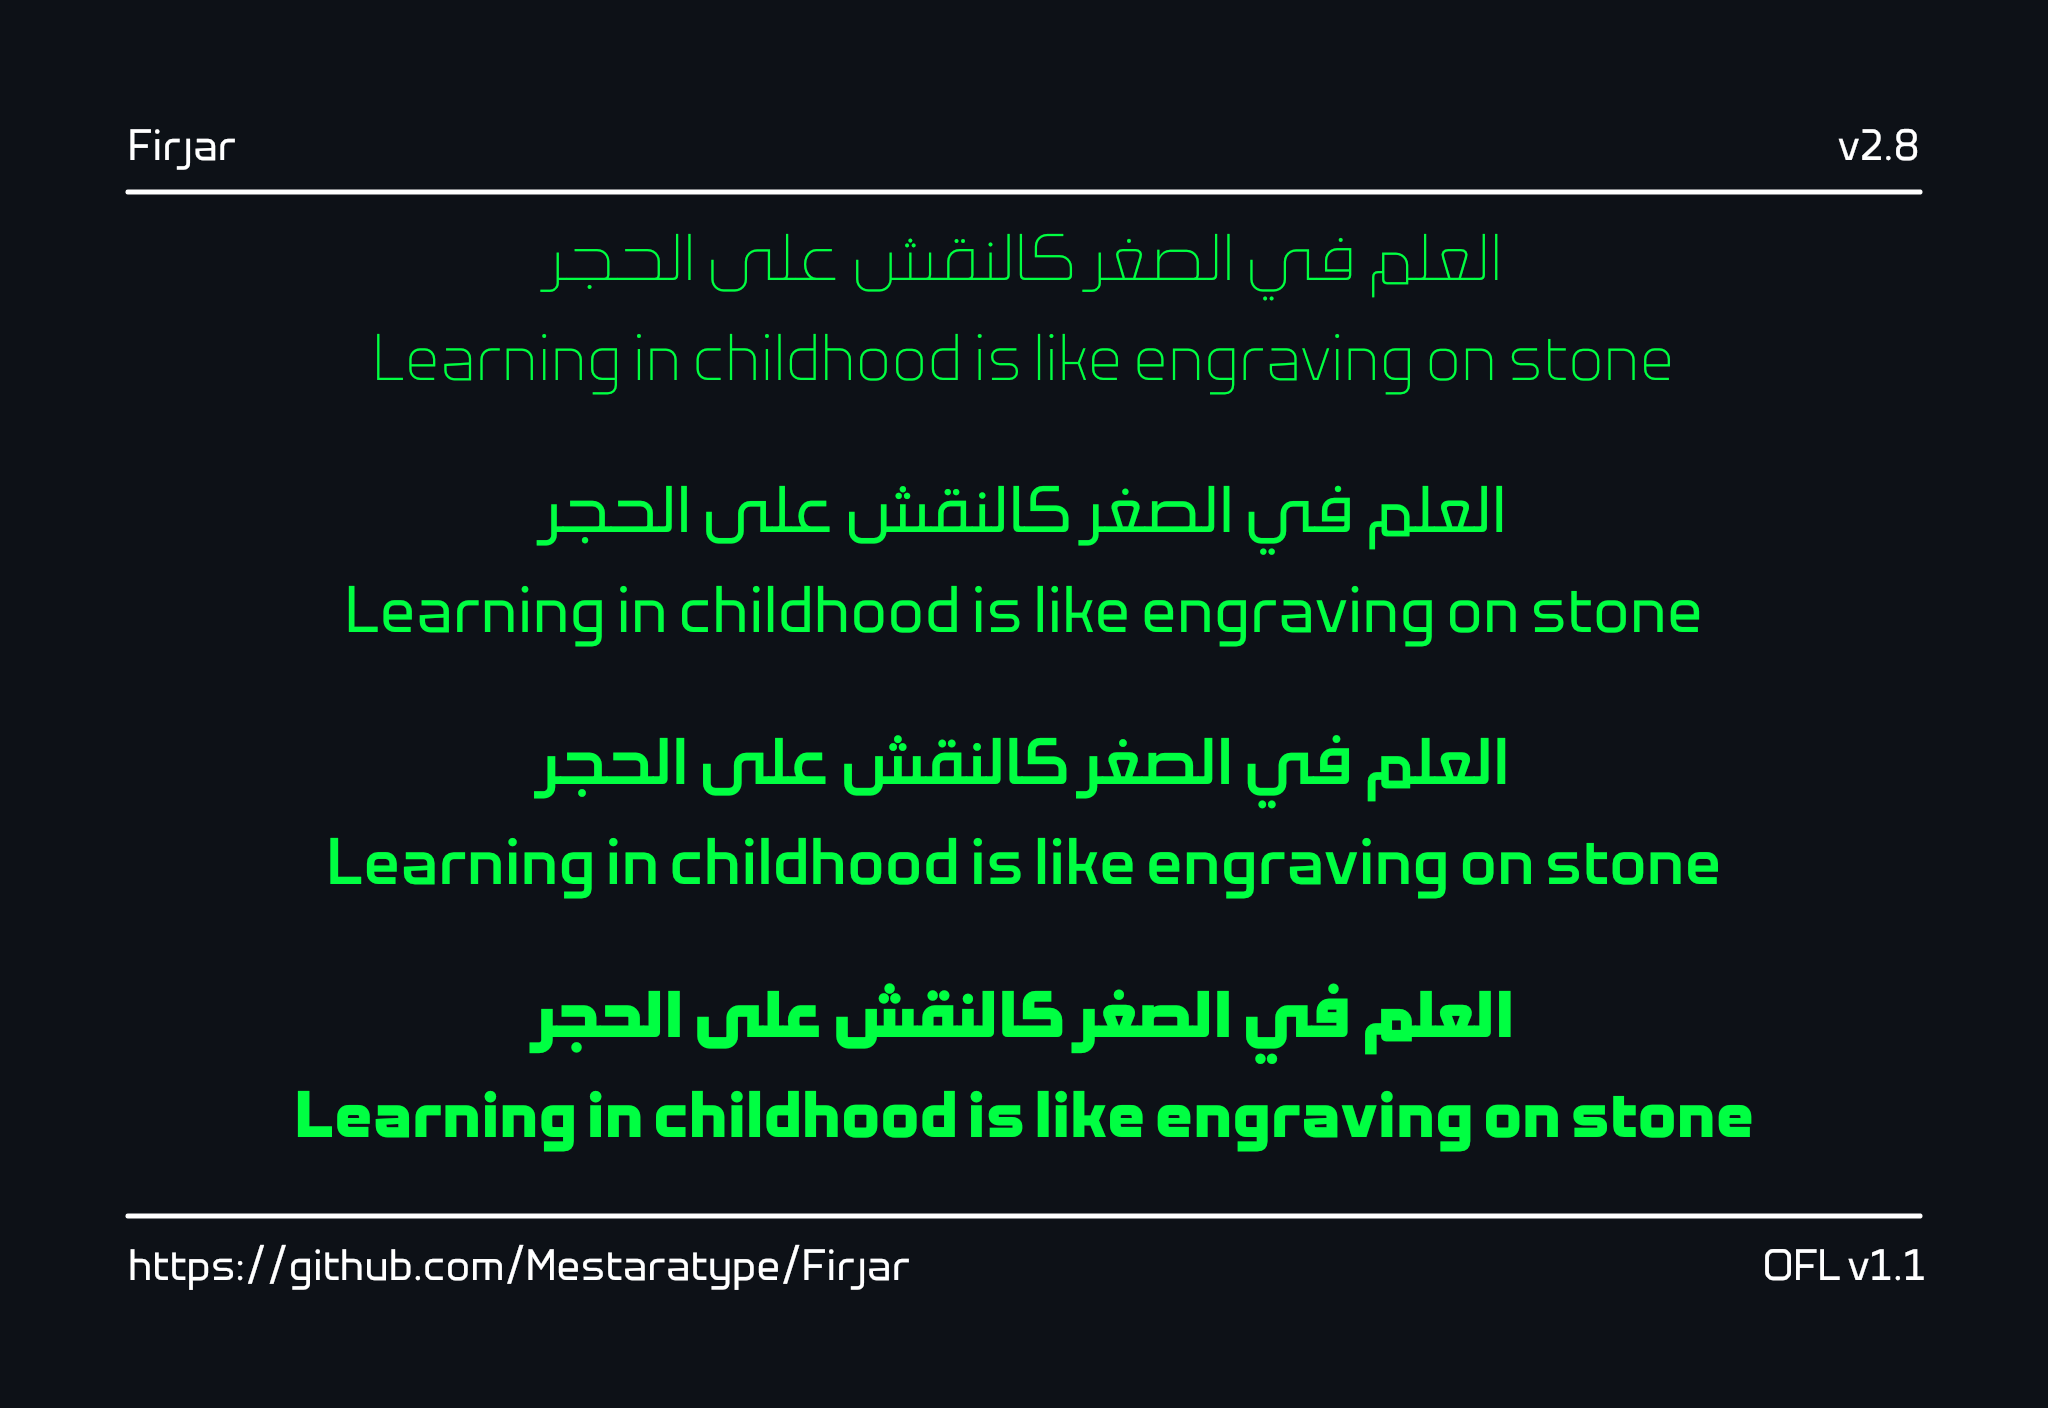 Firjar
v2.8
العلم في الصغر كالنقش على الحجر
Learning in childhood is like engraving on stone
العلم في الصغر كالنقش على الحجر
Learning in childhood is like engraving on stone
العلم في الصغر كالنقش على الحجر
Learning in childhood is like engraving on stone
العلم في الصغر كالنقش على الحجر
Learning in childhood is like engraving on stone
https://github.com/Mestaratype/Firjar
OFL v1.1